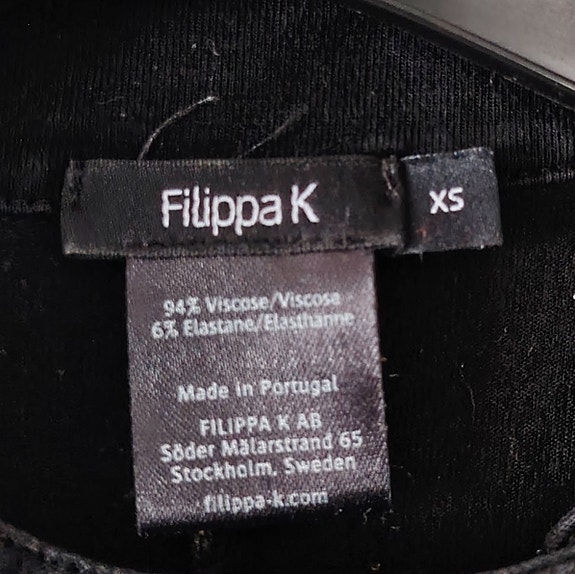 Filippa K
XS
94% Viscose/Viscose
6% Elastane/Elasthanne
Made in Portugal
FILIPPA K AB
Söder Mälarstrand 65
Stockholm, Sweden
filippa-k.com